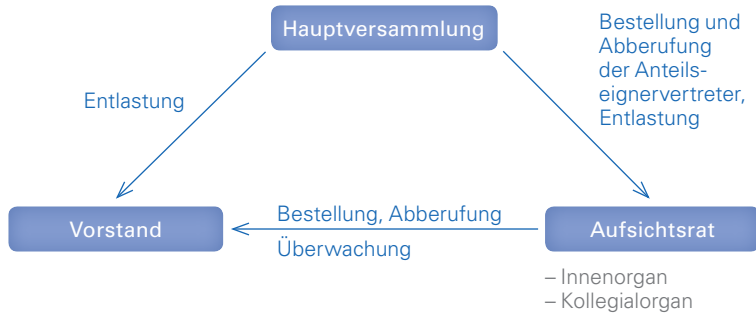 Hauptversammlung
Bestellung und
Abberufung
der Anteils-
eignervertreter,
Entlastung
Entlastung
Vorstand
Bestellung, Abberufung
Überwachung
Aufsichtsrat
– Innenorgan
– Kollegialorgan